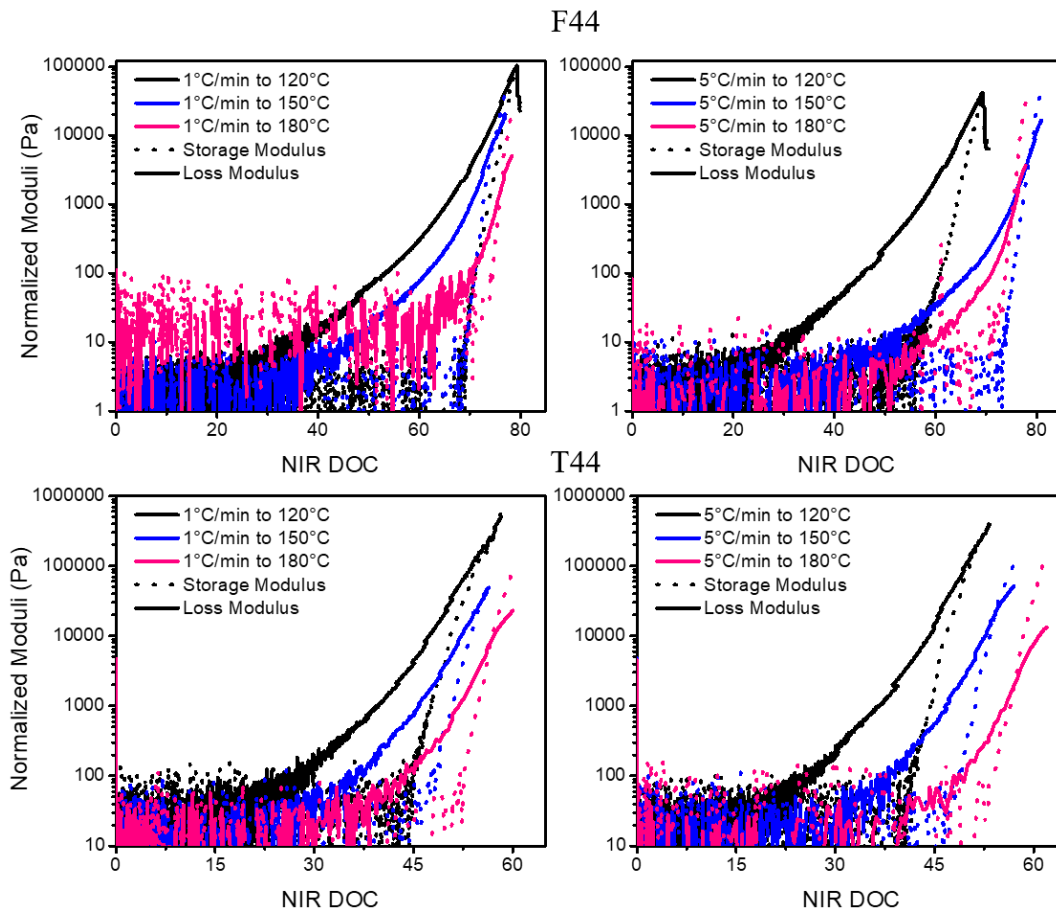 F44
Normalized Moduli (Pa)
100000
10000
1000
100
10
1
1°C/min to 120°C
1°C/min to 150°C
1°C/min to 180°C
Storage Modulus
Loss Modulus
0 20 40 60 80
NIR DOC
100000
10000
1000
100
10
1
5°C/min to 120°C
5°C/min to 150°C
5°C/min to 180°C
Storage Modulus
Loss Modulus
0 20 40 60 80
NIR DOC
T44
Normalized Moduli (Pa)
1000000
100000
10000
1000
100
10
1°C/min to 120°C
1°C/min to 150°C
1°C/min to 180°C
Storage Modulus
Loss Modulus
0 15 30 45 60
NIR DOC
1000000
100000
10000
1000
100
10
5°C/min to 120°C
5°C/min to 150°C
5°C/min to 180°C
Storage Modulus
Loss Modulus
0 15 30 45 60
NIR DOC